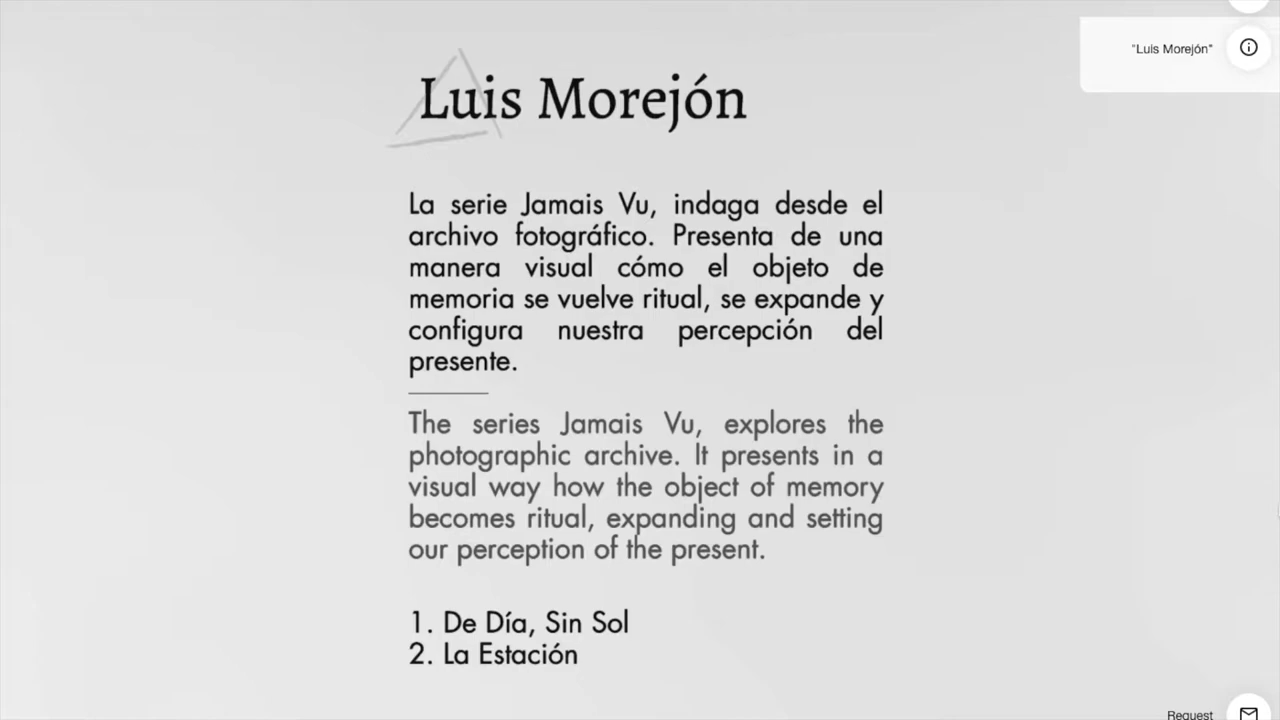 "Luis Morejón"
Luis Morejón
La serie Jamais Vu, indaga desde el
archivo fotográfico. Presenta de una
manera visual cómo el objeto de
memoria se vuelve ritual, se expande y
configura nuestra percepción del
presente.
The series Jamais Vu, explores the
photographic archive. It presents in a
visual way how the object of memory
becomes ritual, expanding and setting
our perception of the present.
1. De Día, Sin Sol
2. La Estación
Request